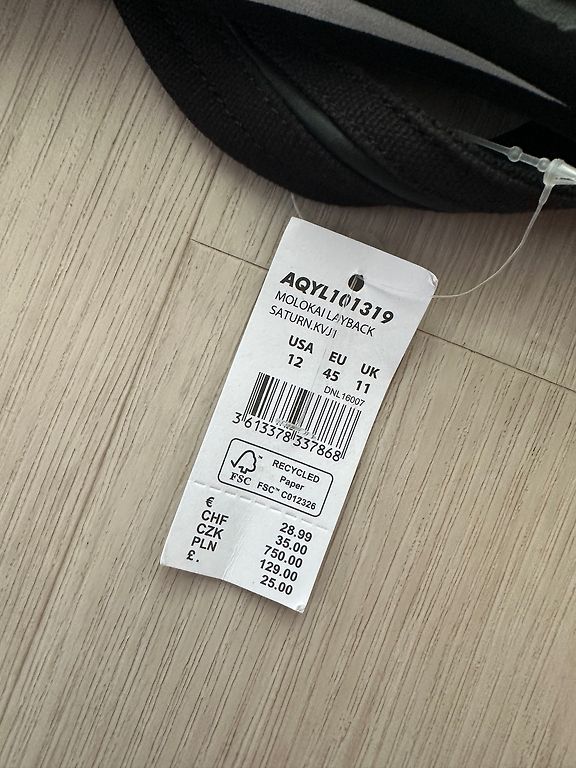 AQYL101319
MOLOKAI LAYBACK
SATURN.KVJ1
USA EU UK
12 45 11
DNL16007
3 613378 337868
RECYCLED
Paper
FSC FSC™ C012326
€ 28.99
CHF 35.00
CZK 750.00
PLN 129.00
£. 25.00